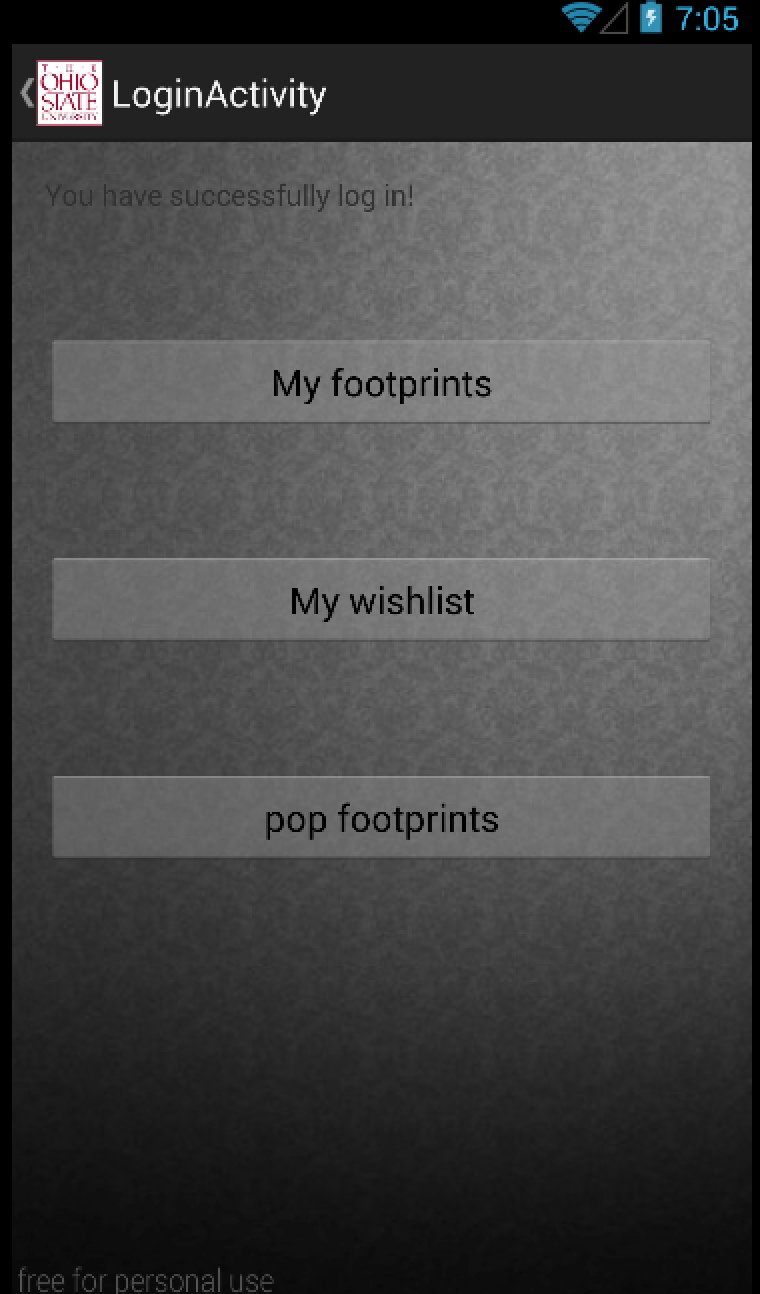 7:05
THE
OHIO
STATE
UNIVERSITY
LoginActivity
You have successfully log in!
My footprints
My wishlist
pop footprints
free for personal use